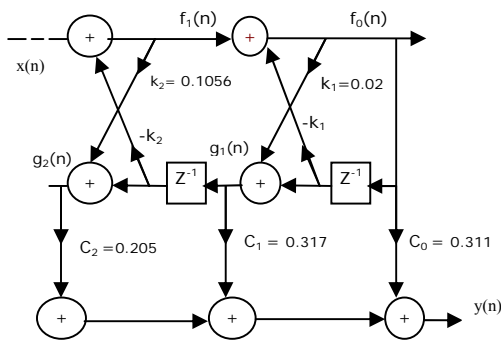 f₁(n) f₀(n)
+ +
x(n)
k₂= 0.1056 k₁=0.02
-k₂ -k₁
g₂(n) g₁(n)
+ Z⁻¹ + Z⁻¹
C₂ =0.205 C₁ = 0.317 C₀ = 0.311
y(n)
+ + +